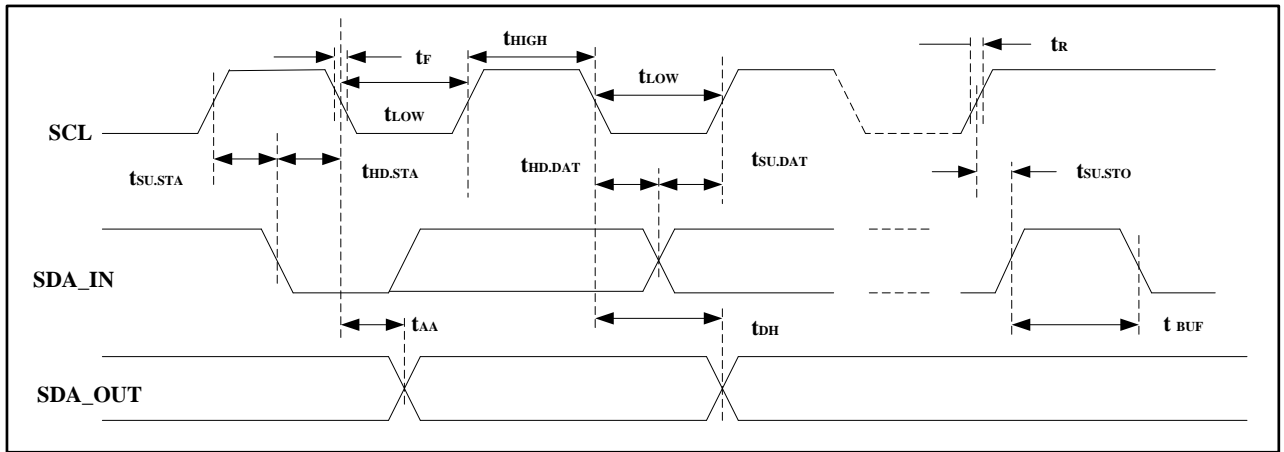 tF
tHIGH
tR
tLOW
tLOW
SCL
tSU.STA
tHD.STA
tHD.DAT
tSU.DAT
tSU.STO
SDA_IN
tAA
tDH
t BUF
SDA_OUT